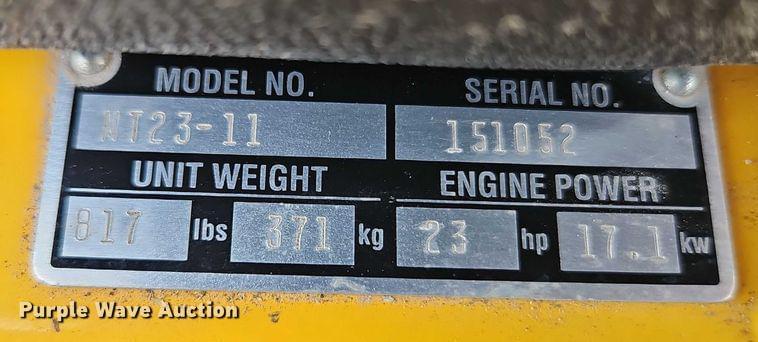 MODEL NO. SERIAL NO.
NT23-11 151052
UNIT WEIGHT ENGINE POWER
817 lbs 371 kg 23 hp 17.1 kw
Purple Wave Auction